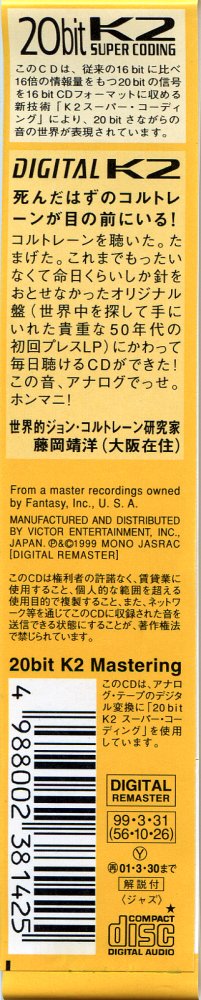 20bit K2
SUPER CODING
このCDは、従来の16bitに比べ
16倍の情報量をもつ20bitの信号
を16bitCDフォーマットに収める
新技術「K2スーパー・コーディ
ング」により、20bitさながらの
音の世界が表現されています。
DIGITAL K2
死んだはずのコルトレ
ーンが目の前にいる!
コルトレーンを聴いた。た
まげた。これまでもったい
なくて命日くらいしか針を
おとせなかったオリジナル
盤(世界中を探して手に
いれた貴重な50年代の
初回プレスLP)にかわって
毎日聴けるCDができた!
この音、アナログでっせ。
ホンマニ!
世界的ジョン・コルトレーン研究家
藤岡靖洋(大阪在住)
From a master recordings owned
by Fantasy, Inc., U. S. A.
MANUFACTURED AND DISTRIBUTED
BY VICTOR ENTERTAINMENT, INC.,
JAPAN. ℗&©1999 MONO JASRAC
[DIGITAL REMASTER]
このCDは権利者の許諾なく、賃貸業に
使用すること、個人的な範囲を超える
使用目的で複製すること、また、ネットワ
ーク等を通じてこのCDに収録された音を
送信できる状態にすることが、著作権法
で禁じられています。
20bit K2 Mastering
このCDは、アナロ
グ・テープのデジタ
ル変換に「20bit
K2 スーパー・コー
ディング」を使用
しています。
4 988002 381425
DIGITAL
REMASTER
99・3・31
(56・10・26)
Ⓨ
㊢01・3・30まで
解説付
〈ジャズ〉
★
COMPACT
disc
DIGITAL AUDIO